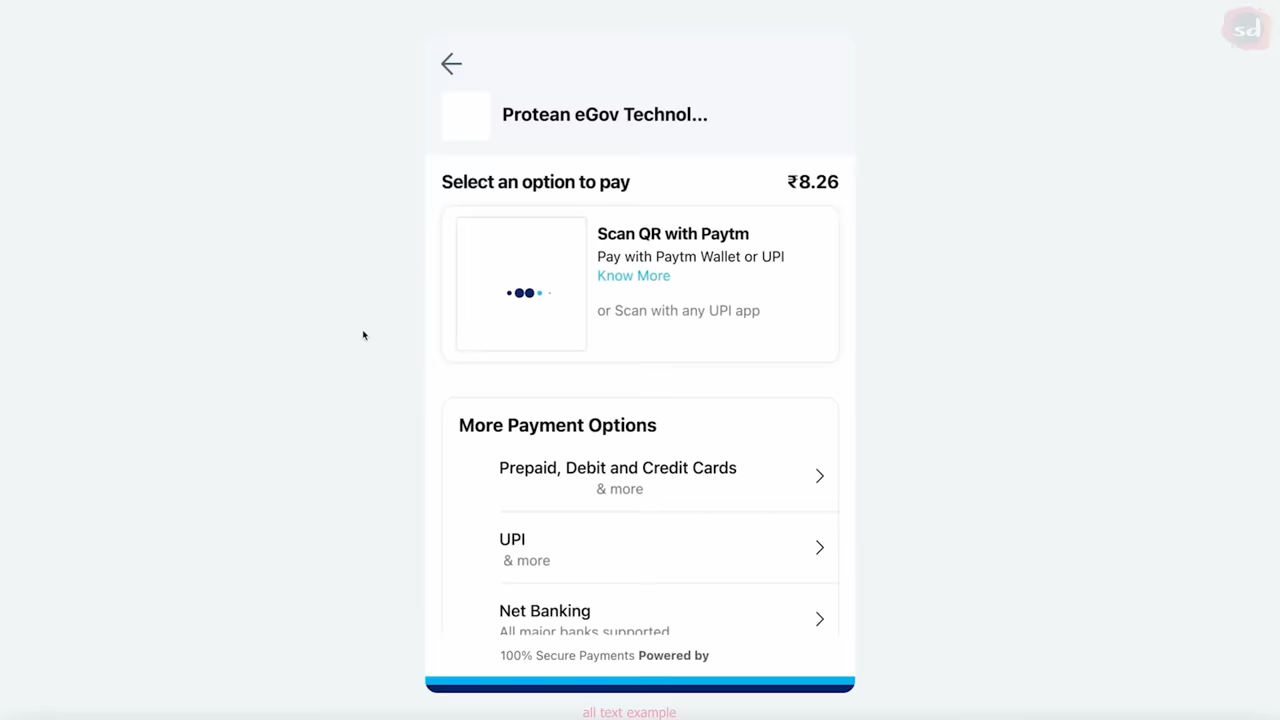 sd
Protean eGov Technol...
Select an option to pay
₹8.26
Scan QR with Paytm
Pay with Paytm Wallet or UPI
Know More
or Scan with any UPI app
More Payment Options
Prepaid, Debit and Credit Cards
& more
UPI
& more
Net Banking
All major banks supported
100% Secure Payments Powered by
all text example